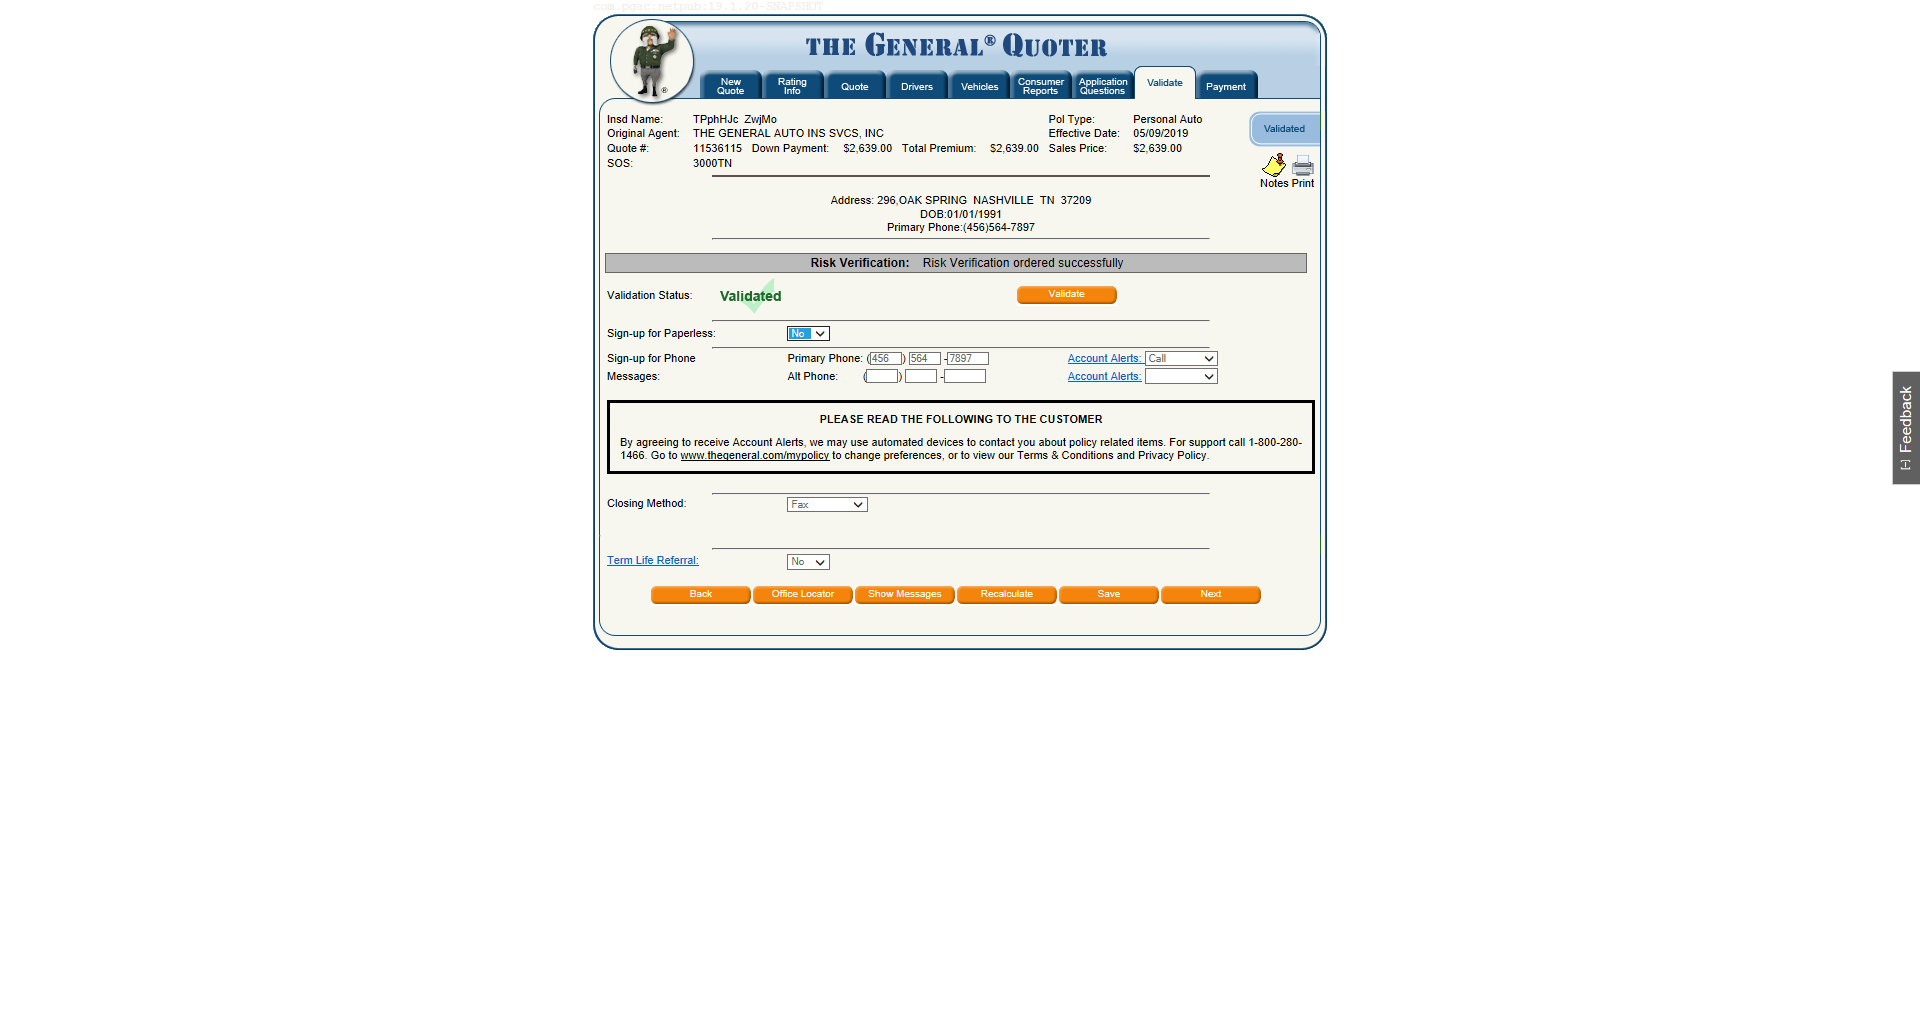 com.pgac:netpub:19.1.20-SNAPSHOT
THE GENERAL® QUOTER
New Quote Rating Info Quote Drivers Vehicles Consumer Reports Application Questions Validate Payment
Insd Name: TPphHJc ZwjMo Pol Type: Personal Auto
Validated
Original Agent: THE GENERAL AUTO INS SVCS, INC Effective Date: 05/09/2019
Quote #: 11536115 Down Payment: $2,639.00 Total Premium: $2,639.00 Sales Price: $2,639.00
SOS: 3000TN
Notes Print
Address: 296,OAK SPRING NASHVILLE TN 37209
DOB:01/01/1991
Primary Phone:(456)564-7897
Risk Verification: Risk Verification ordered successfully
Validation Status: Validated Validate
Sign-up for Paperless: No
Sign-up for Phone Primary Phone: (456) 564 -7897 Account Alerts: Call
Messages: Alt Phone: ( ) - Account Alerts:
PLEASE READ THE FOLLOWING TO THE CUSTOMER
By agreeing to receive Account Alerts, we may use automated devices to contact you about policy related items. For support call 1-800-280-
1466. Go to www.thegeneral.com/mypolicy to change preferences, or to view our Terms & Conditions and Privacy Policy.
Closing Method: Fax
Term Life Referral: No
Back Office Locator Show Messages Recalculate Save Next
[-] Feedback